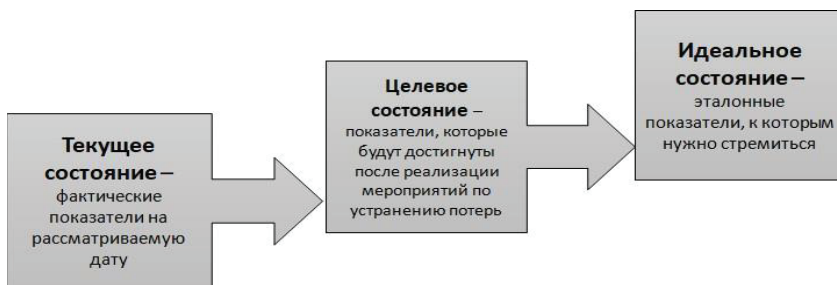 Текущее
состояние –
фактические
показатели на
рассматриваемую
дату
Целевое
состояние –
показатели, которые
будут достигнуты
после реализации
мероприятий по
устранению потерь
Идеальное
состояние –
эталонные
показатели, к которым
нужно стремиться